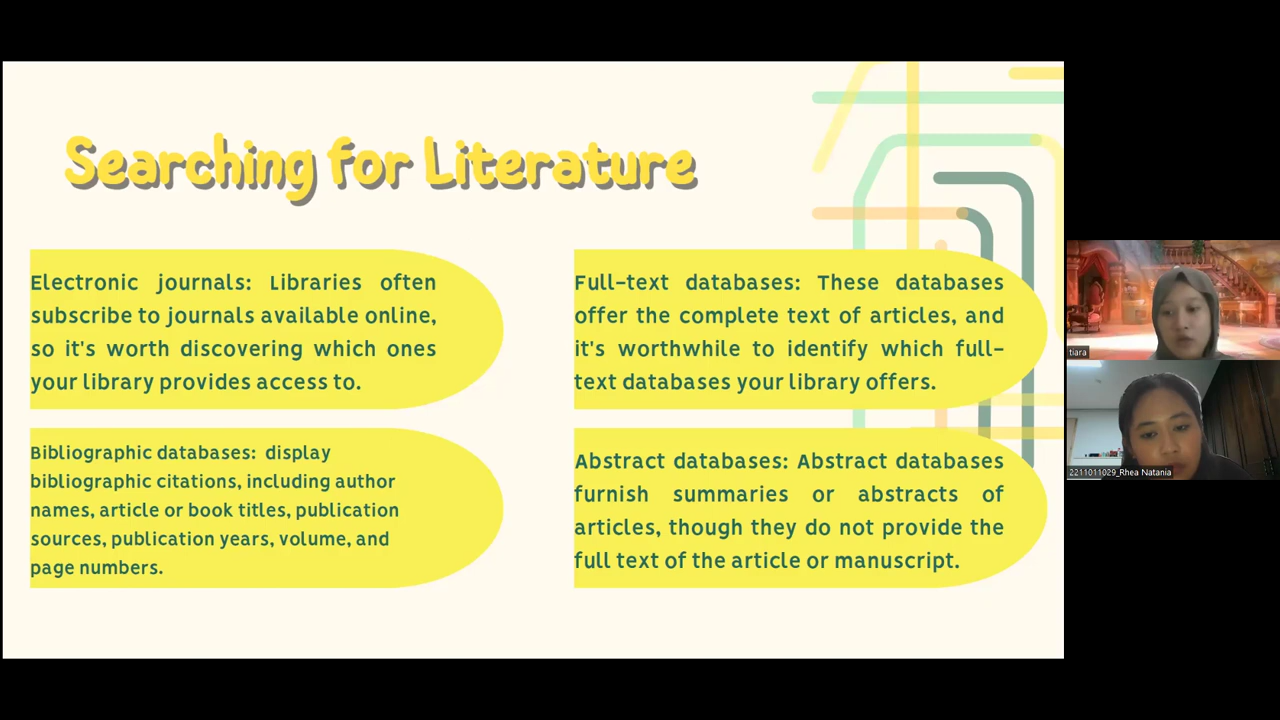 Searching for Literature
Electronic journals: Libraries often
subscribe to journals available online,
so it's worth discovering which ones
your library provides access to.
Full-text databases: These databases
offer the complete text of articles, and
it's worthwhile to identify which full-
text databases your library offers.
Bibliographic databases: display
bibliographic citations, including author
names, article or book titles, publication
sources, publication years, volume, and
page numbers.
Abstract databases: Abstract databases
furnish summaries or abstracts of
articles, though they do not provide the
full text of the article or manuscript.
tiara
2211011029_Rhea Natania